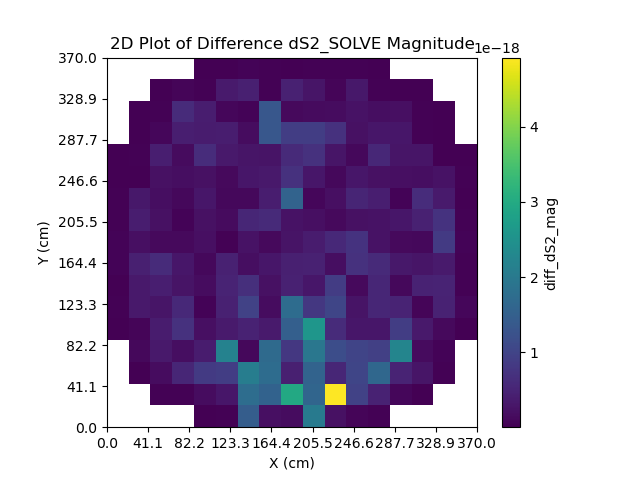 2D Plot of Difference dS2_SOLVE Magnitude
1e−18
370.0
328.9
287.7
246.6
205.5
164.4
123.3
82.2
41.1
0.0
Y (cm)
0.0 41.1 82.2 123.3 164.4 205.5 246.6 287.7 328.9 370.0
X (cm)
4
3
2
1
diff_dS2_mag